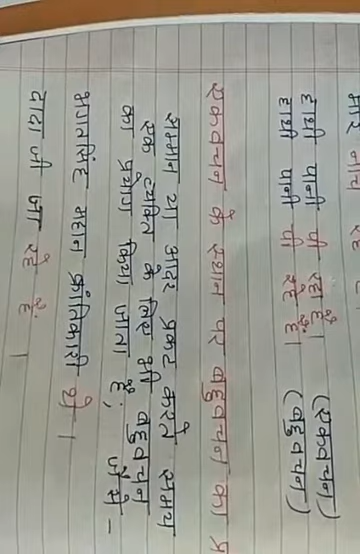 मोर नाच रहे
हाथी पानी पी रहा है। (एकवचन)
हाथी पानी पी रहे हैं। (बहुवचन)
एकवचन के स्थान पर बहुवचन का प्र
सम्मान या आदर प्रकट करते समय
एक व्यक्ति के लिए भी बहुवचन
का प्रयोग किया जाता है; जैसे –
भगतसिंह महान क्रांतिकारी थे।
दादा जी जा रहे हैं।